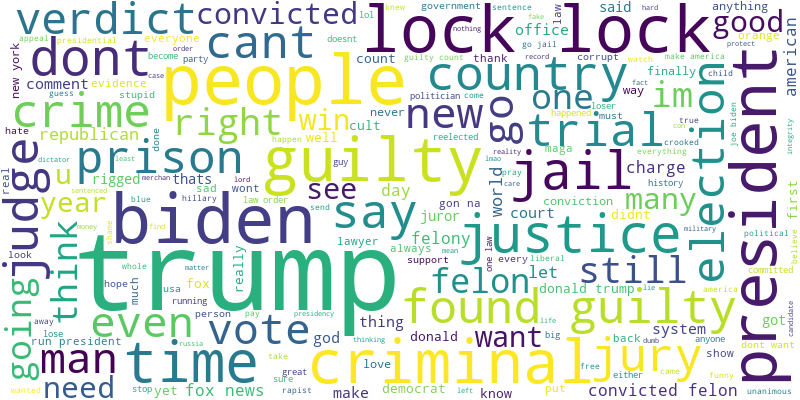 verdict
convicted
lol
knew
government
sentence
law
said
anything
appeal
presidential
fake
hard
office
good
orange
dont
cant
everyone
doesnt
go jail
record
corrupt
make america
american
become
order
party
nothing
lock lock
new york
guess
case
count
thank
finally
watch
protect
comment
evidence
people
guilty count
country
fact
child
crime
stupid
right
win
never
politician
come
new
go
one
im
way
loser
must
true
con
hate
republican
happen
well
cult
reelected
happened
trial
crooked
joe biden
integrity
done
dictator
least
prison
guilty
guy
reality
lmao
maga
everything
election
president
judge
u
rigged
thats
see
day
pray
care
world
jail
charge
history
real
year
sentenced
merchan
lord
sad
wont
biden
say
juror
gon na
conviction
didnt
many
first
blue
hillary
law order
send
court
political
look
think
money
shame
find
trump
lawyer
felony
always
mean
one law
every
justice
military
believe
whole
matter
really
support
liberal
felon
let
still
committed
going
hope
much
usa
fox
donald trump
lie
america
away
even
running
person
pay
presidency
vote
god
thing
found guilty
life
got
candidate
lose
run president
russia
thinking
donald
want
big
system
back
anyone
dont want
man
time
take
love
criminal
jury
free
dumb
show
either
came
funny
wanted
need
stop
yet
fox news
great
sure
rapist
make
democrat
left
know
put
convicted felon
unanimous